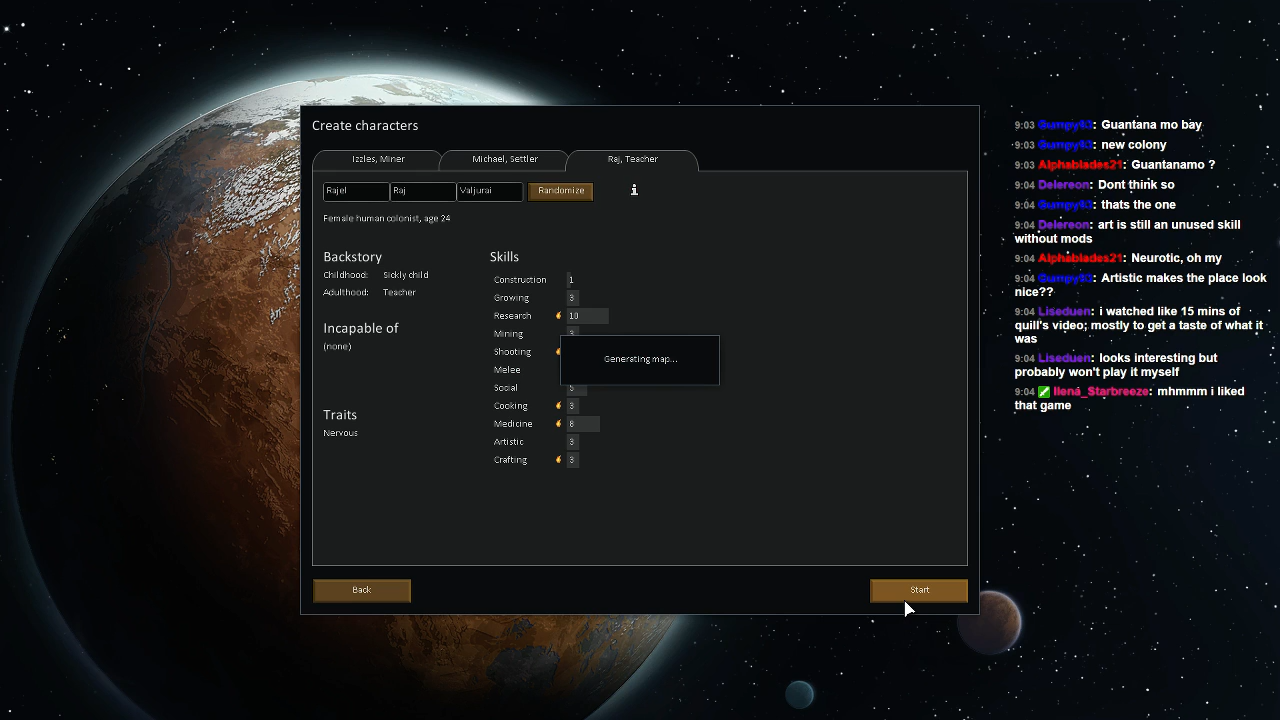 Create characters
Izzles, Miner
Michael, Settler
Raj, Teacher
Rajel
Raj
Valjurai
Randomize
Female human colonist, age 24
Backstory
Childhood: Sickly child
Adulthood: Teacher
Incapable of
(none)
Traits
Nervous
Skills
Construction 1
Growing 3
Research 10
Mining 3
Shooting
Melee
Social 5
Cooking 3
Medicine 8
Artistic 3
Crafting 3
Generating map...
Back
Start
9:03 Gumpy93: Guantana mo bay
9:03 Gumpy93: new colony
9:03 Alphablades21: Guantanamo ?
9:04 Delereon: Dont think so
9:04 Gumpy93: thats the one
9:04 Delereon: art is still an unused skill
without mods
9:04 Alphablades21: Neurotic, oh my
9:04 Gumpy93: Artistic makes the place look
nice??
9:04 Liseduen: i watched like 15 mins of
quill's video; mostly to get a taste of what it
was
9:04 Liseduen: looks interesting but
probably won't play it myself
9:04 Ilena_Starbreeze: mhmmm i liked
that game